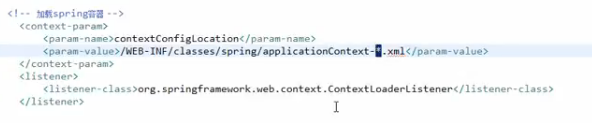 <!-- 加载spring容器 -->
<context-param>
<param-name>contextConfigLocation</param-name>
<param-value>/WEB-INF/classes/spring/applicationContext-*.xml</param-value>
</context-param>
<listener>
<listener-class>org.springframework.web.context.ContextLoaderListener</listener-class>
</listener>